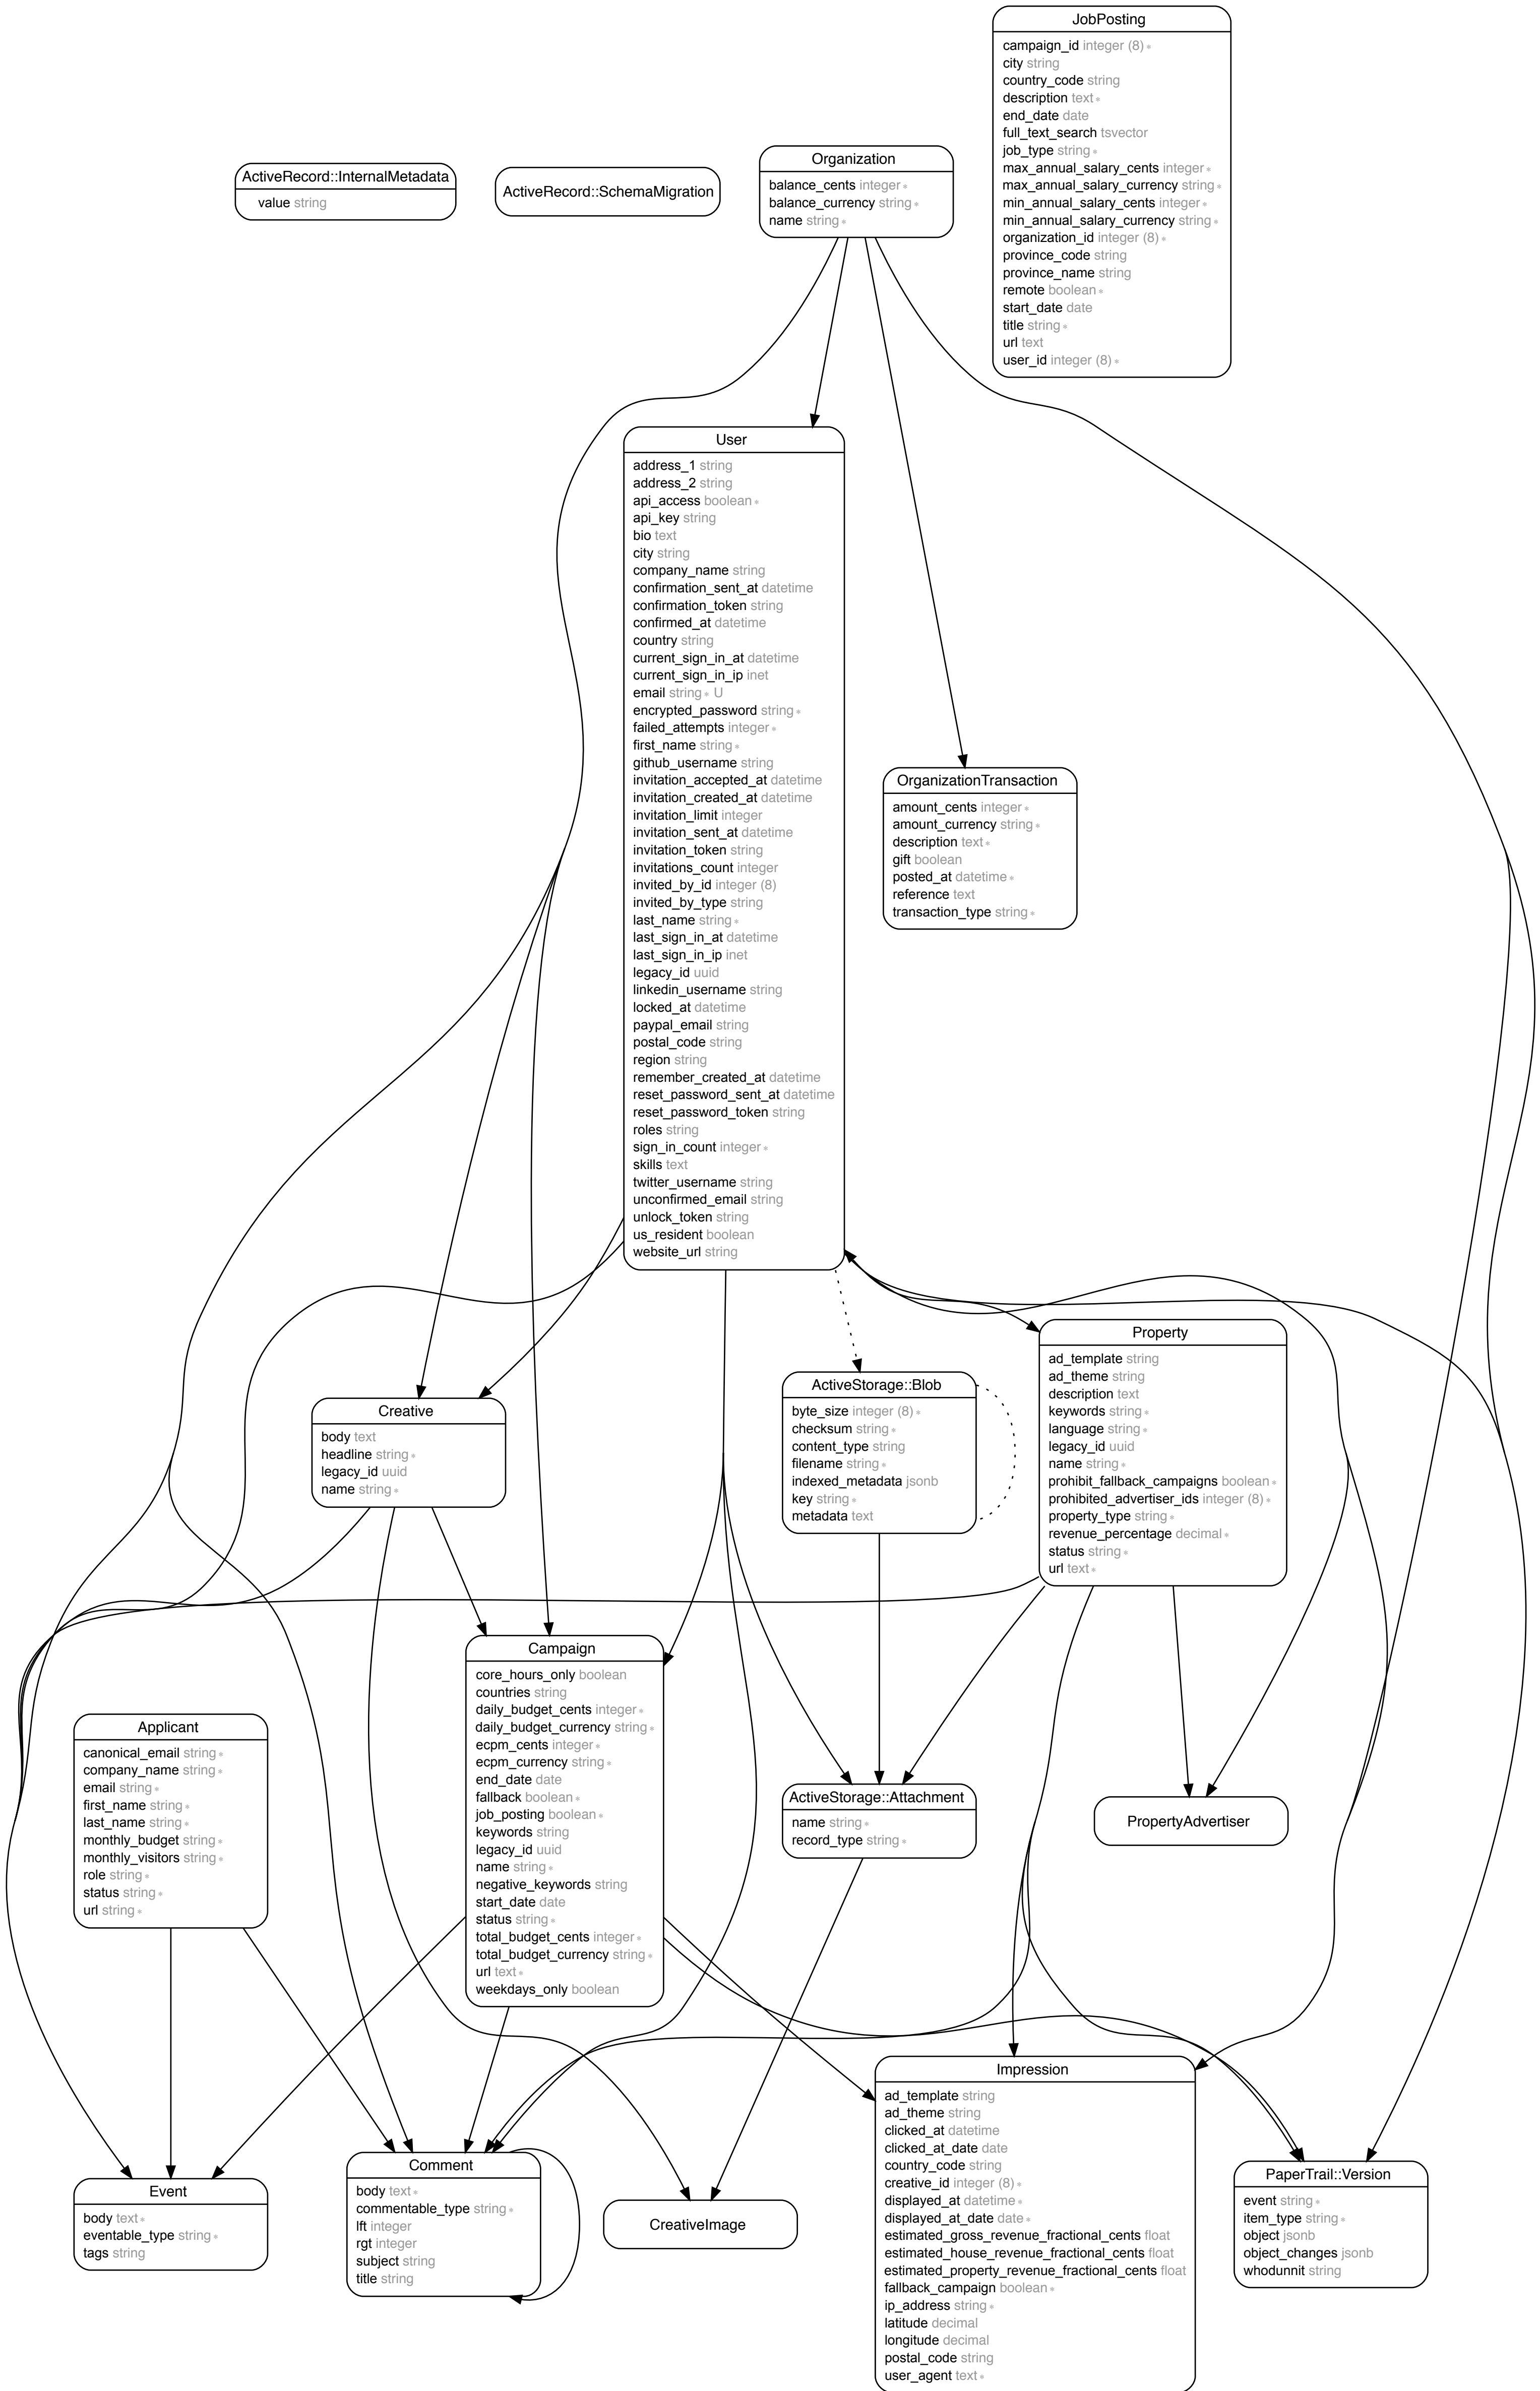 JobPosting
campaign_id integer (8) ∗
city string
country_code string
description text ∗
end_date date
full_text_search tsvector
job_type string ∗
max_annual_salary_cents integer ∗
max_annual_salary_currency string ∗
min_annual_salary_cents integer ∗
min_annual_salary_currency string ∗
organization_id integer (8) ∗
province_code string
province_name string
remote boolean ∗
start_date date
title string ∗
url text
user_id integer (8) ∗
ActiveRecord::InternalMetadata
value string
ActiveRecord::SchemaMigration
Organization
balance_cents integer ∗
balance_currency string ∗
name string ∗
User
address_1 string
address_2 string
api_access boolean ∗
api_key string
bio text
city string
company_name string
confirmation_sent_at datetime
confirmation_token string
confirmed_at datetime
country string
current_sign_in_at datetime
current_sign_in_ip inet
email string ∗ U
encrypted_password string ∗
failed_attempts integer ∗
first_name string ∗
github_username string
invitation_accepted_at datetime
invitation_created_at datetime
invitation_limit integer
invitation_sent_at datetime
invitation_token string
invitations_count integer
invited_by_id integer (8)
invited_by_type string
last_name string ∗
last_sign_in_at datetime
last_sign_in_ip inet
legacy_id uuid
linkedin_username string
locked_at datetime
paypal_email string
postal_code string
region string
remember_created_at datetime
reset_password_sent_at datetime
reset_password_token string
roles string
sign_in_count integer ∗
skills text
twitter_username string
unconfirmed_email string
unlock_token string
us_resident boolean
website_url string
OrganizationTransaction
amount_cents integer ∗
amount_currency string ∗
description text ∗
gift boolean
posted_at datetime ∗
reference text
transaction_type string ∗
Property
ad_template string
ad_theme string
description text
keywords string ∗
language string ∗
legacy_id uuid
name string ∗
prohibit_fallback_campaigns boolean ∗
prohibited_advertiser_ids integer (8) ∗
property_type string ∗
revenue_percentage decimal ∗
status string ∗
url text ∗
ActiveStorage::Blob
byte_size integer (8) ∗
checksum string ∗
content_type string
filename string ∗
indexed_metadata jsonb
key string ∗
metadata text
Creative
body text
headline string ∗
legacy_id uuid
name string ∗
Campaign
core_hours_only boolean
countries string
daily_budget_cents integer ∗
daily_budget_currency string ∗
ecpm_cents integer ∗
ecpm_currency string ∗
end_date date
fallback boolean ∗
job_posting boolean ∗
keywords string
legacy_id uuid
name string ∗
negative_keywords string
start_date date
status string ∗
total_budget_cents integer ∗
total_budget_currency string ∗
url text ∗
weekdays_only boolean
Applicant
canonical_email string ∗
company_name string ∗
email string ∗
first_name string ∗
last_name string ∗
monthly_budget string ∗
monthly_visitors string ∗
role string ∗
status string ∗
url string ∗
ActiveStorage::Attachment
name string ∗
record_type string ∗
PropertyAdvertiser
Impression
ad_template string
ad_theme string
clicked_at datetime
clicked_at_date date
country_code string
creative_id integer (8) ∗
displayed_at datetime ∗
displayed_at_date date ∗
estimated_gross_revenue_fractional_cents float
estimated_house_revenue_fractional_cents float
estimated_property_revenue_fractional_cents float
fallback_campaign boolean ∗
ip_address string ∗
latitude decimal
longitude decimal
postal_code string
user_agent text ∗
Comment
body text ∗
commentable_type string ∗
lft integer
rgt integer
subject string
title string
PaperTrail::Version
event string ∗
item_type string ∗
object jsonb
object_changes jsonb
whodunnit string
Event
body text ∗
eventable_type string ∗
tags string
CreativeImage